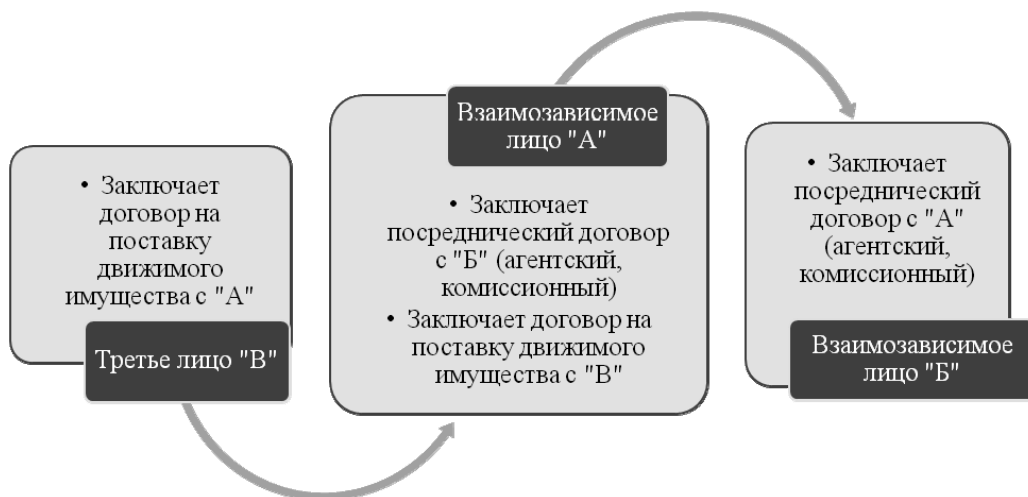 • Заключает
договор на
поставку
движимого
имущества с "А"
Третье лицо "В"
Взаимозависимое
лицо "А"
• Заключает
посреднический договор
с "Б" (агентский,
комиссионный)
• Заключает договор на
поставку движимого
имущества с "В"
• Заключает
посреднический
договор с "А"
(агентский,
комиссионный)
Взаимозависимое
лицо "Б"